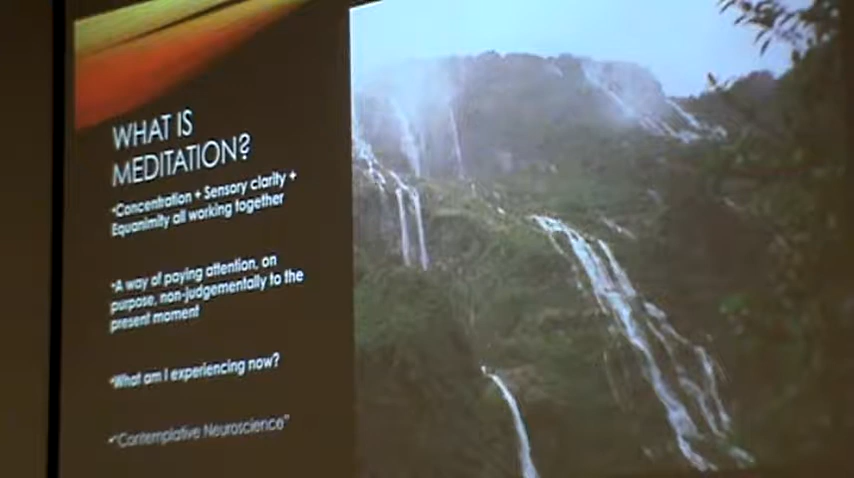 WHAT IS
MEDITATION?
•Concentration + Sensory clarity +
Equanimity all working together
•A way of paying attention, on
purpose, non-judgementally to the
present moment
•What am I experiencing now?
•“Contemplative Neuroscience”